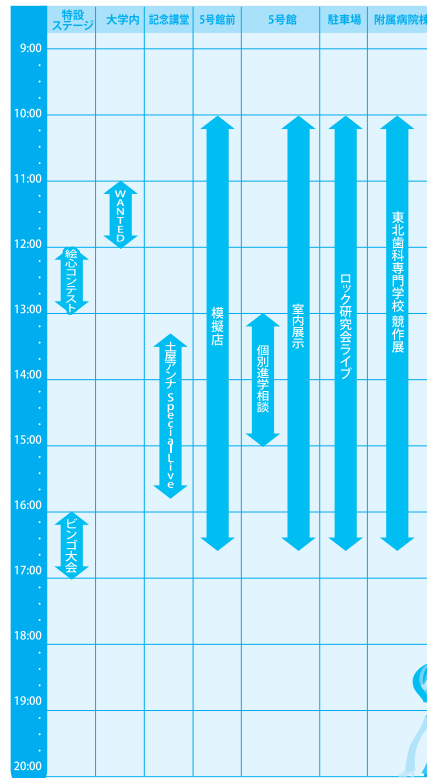 特設
ステージ
大学内
記念講堂
5号館前
5号館
駐車場
附属病院棟
9:00
10:00
11:00
12:00
13:00
14:00
15:00
16:00
17:00
18:00
19:00
20:00
絵心コンテスト
ビンゴ大会
WANTED
土屋アンナ SpecialLive
模擬店
個別進学相談
室内展示
ロック研究会ライブ
東北歯科専門学校 競作展